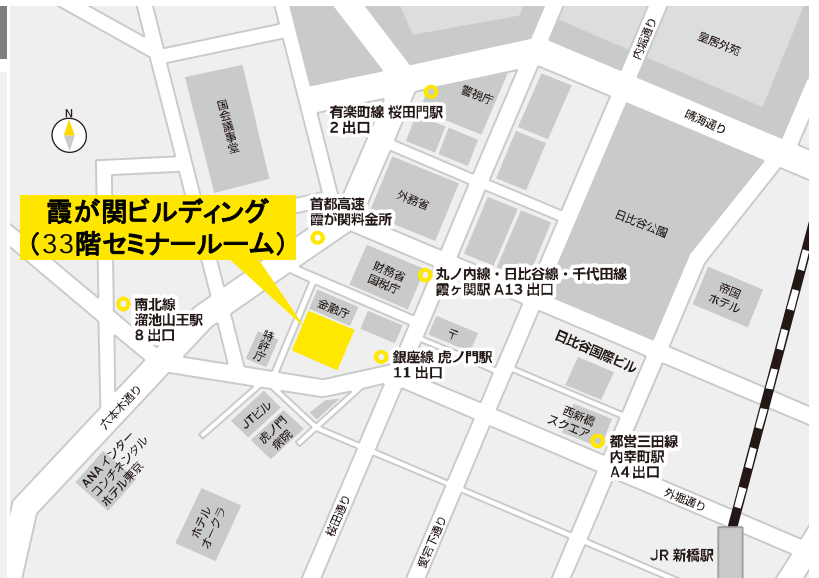 皇居外苑
内堀通り
晴海通り
N
国会議事堂
警視庁
有楽町線 桜田門駅
2 出口
霞が関ビルディング
（33階セミナールーム）
首都高速
霞が関料金所
外務省
日比谷公園
財務省
国税庁
丸ノ内線・日比谷線・千代田線
霞ヶ関駅 A13 出口
帝国
ホテル
南北線
溜池山王駅
8 出口
金融庁
特許庁
〒
銀座線 虎ノ門駅
11 出口
日比谷国際ビル
六本木通り
JTビル
虎ノ門
病院
西新橋
スクエア
都営三田線
内幸町駅
A4 出口
ANAインター
コンチネンタル
ホテル東京
ホテル
オークラ
桜田通り
愛宕下通り
外堀通り
JR 新橋駅